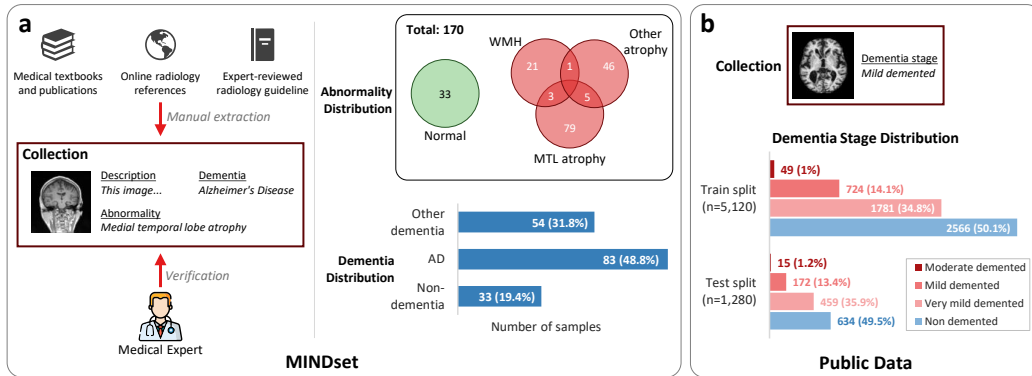 a
Medical textbooks
and publications
Online radiology
references
Expert-reviewed
radiology guideline
Manual extraction
Collection
Description
This image...
Dementia
Alzheimer's Disease
Abnormality
Medial temporal lobe atrophy
Verification
Medical Expert
Abnormality
Distribution
Total: 170
33
Normal
WMH
Other
atrophy
21
1
46
3
5
79
MTL atrophy
Dementia
Distribution
Other
dementia
54 (31.8%)
AD
83 (48.8%)
Non-
dementia
33 (19.4%)
Number of samples
MINDset
b
Collection
Dementia stage
Mild demented
Dementia Stage Distribution
Train split
(n=5,120)
49 (1%)
724 (14.1%)
1781 (34.8%)
2566 (50.1%)
Test split
(n=1,280)
15 (1.2%)
172 (13.4%)
459 (35.9%)
634 (49.5%)
Moderate demented
Mild demented
Very mild demented
Non demented
Public Data